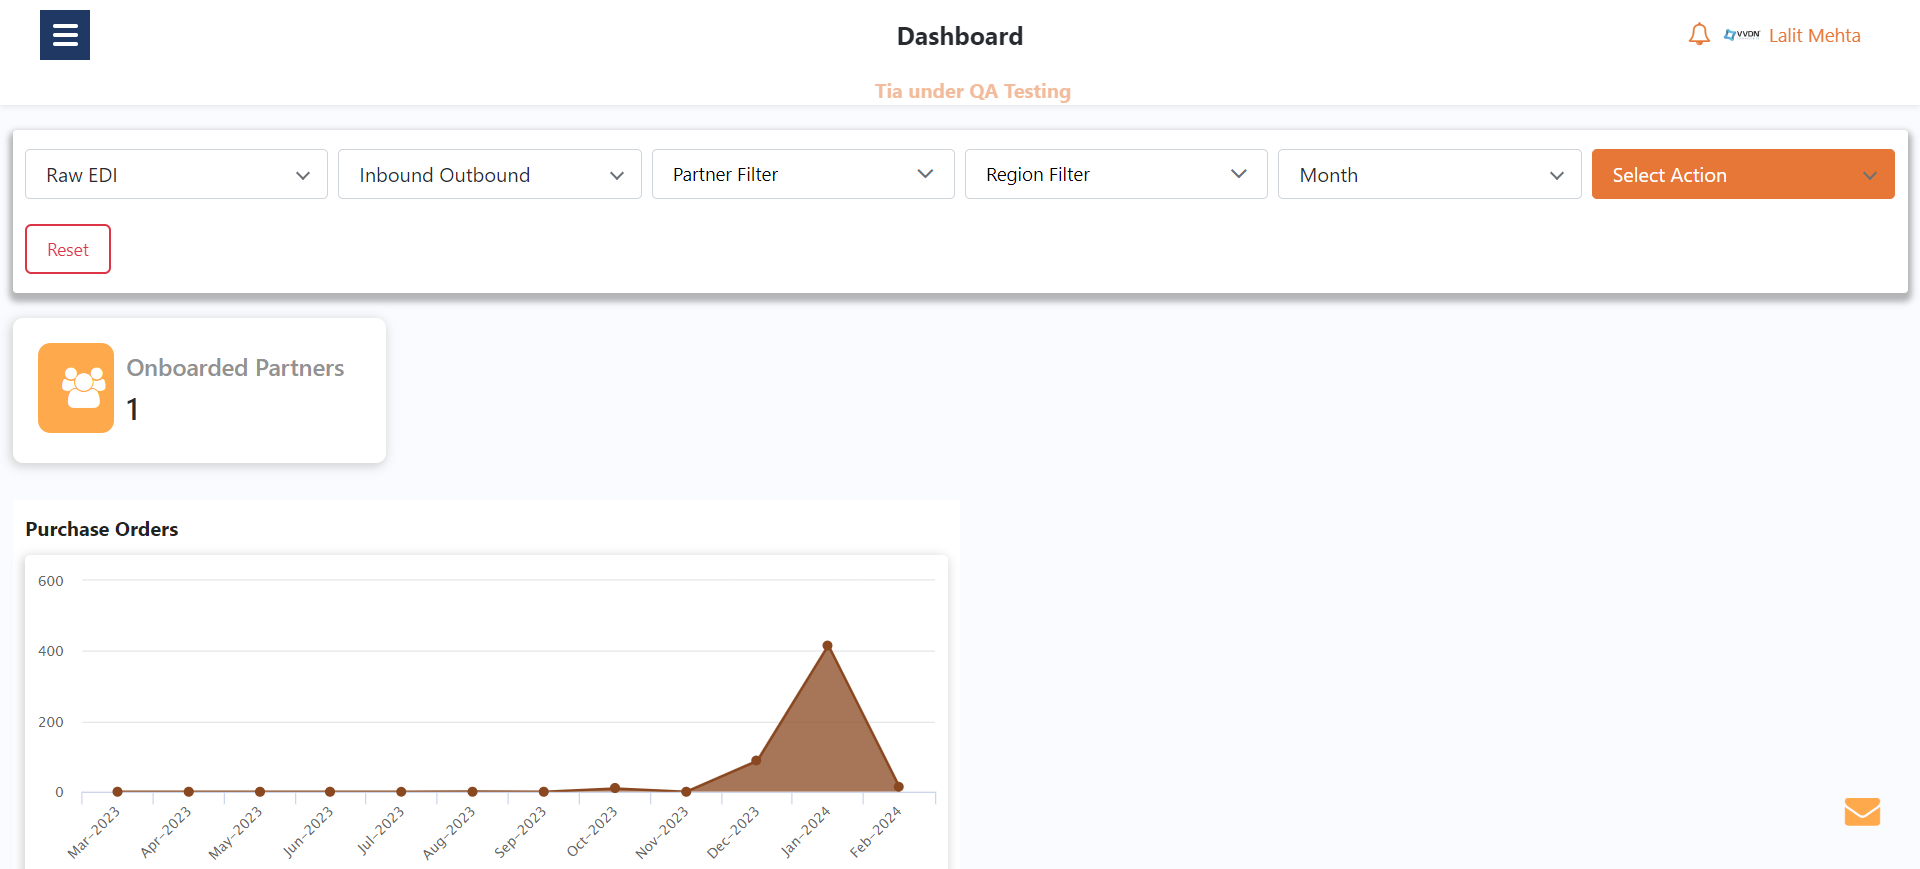 Dashboard
VVDN
Lalit Mehta
Tia under QA Testing
Raw EDI
Inbound Outbound
Partner Filter
Region Filter
Month
Select Action
Reset
Onboarded Partners
1
Purchase Orders
600
400
200
0
Mar-2023
Apr-2023
May-2023
Jun-2023
Jul-2023
Aug-2023
Sep-2023
Oct-2023
Nov-2023
Dec-2023
Jan-2024
Feb-2024